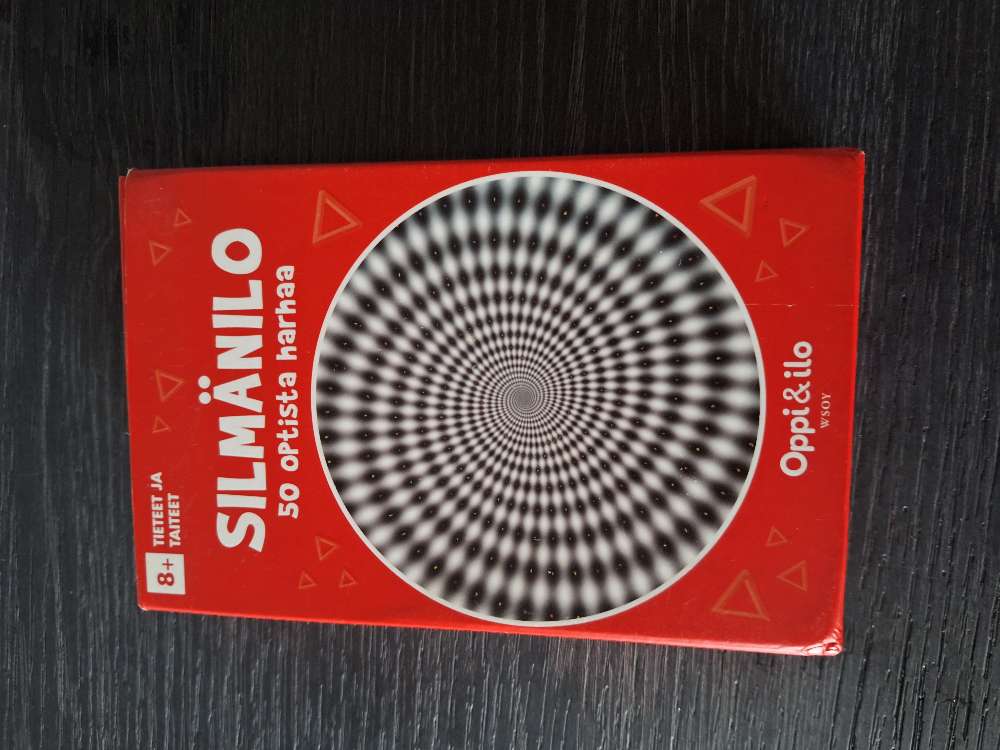 8+
TIETEET JA
TAITEET
SILMÄNILO
50 optista harhaa
Oppi&ilo
WSOY